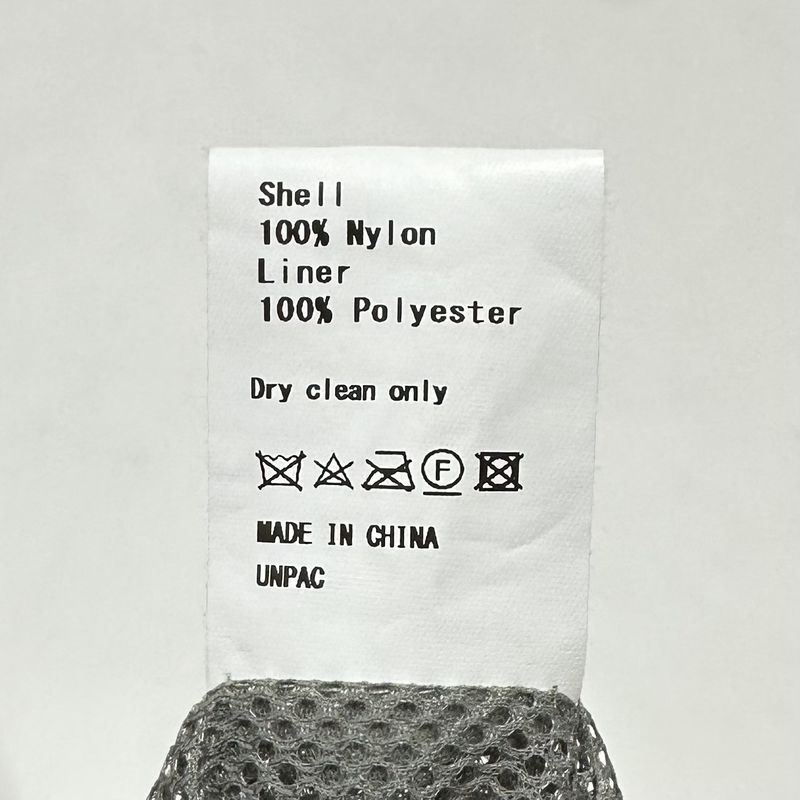 Shell
100% Nylon
Liner
100% Polyester
Dry clean only
F
MADE IN CHINA
UNPAC